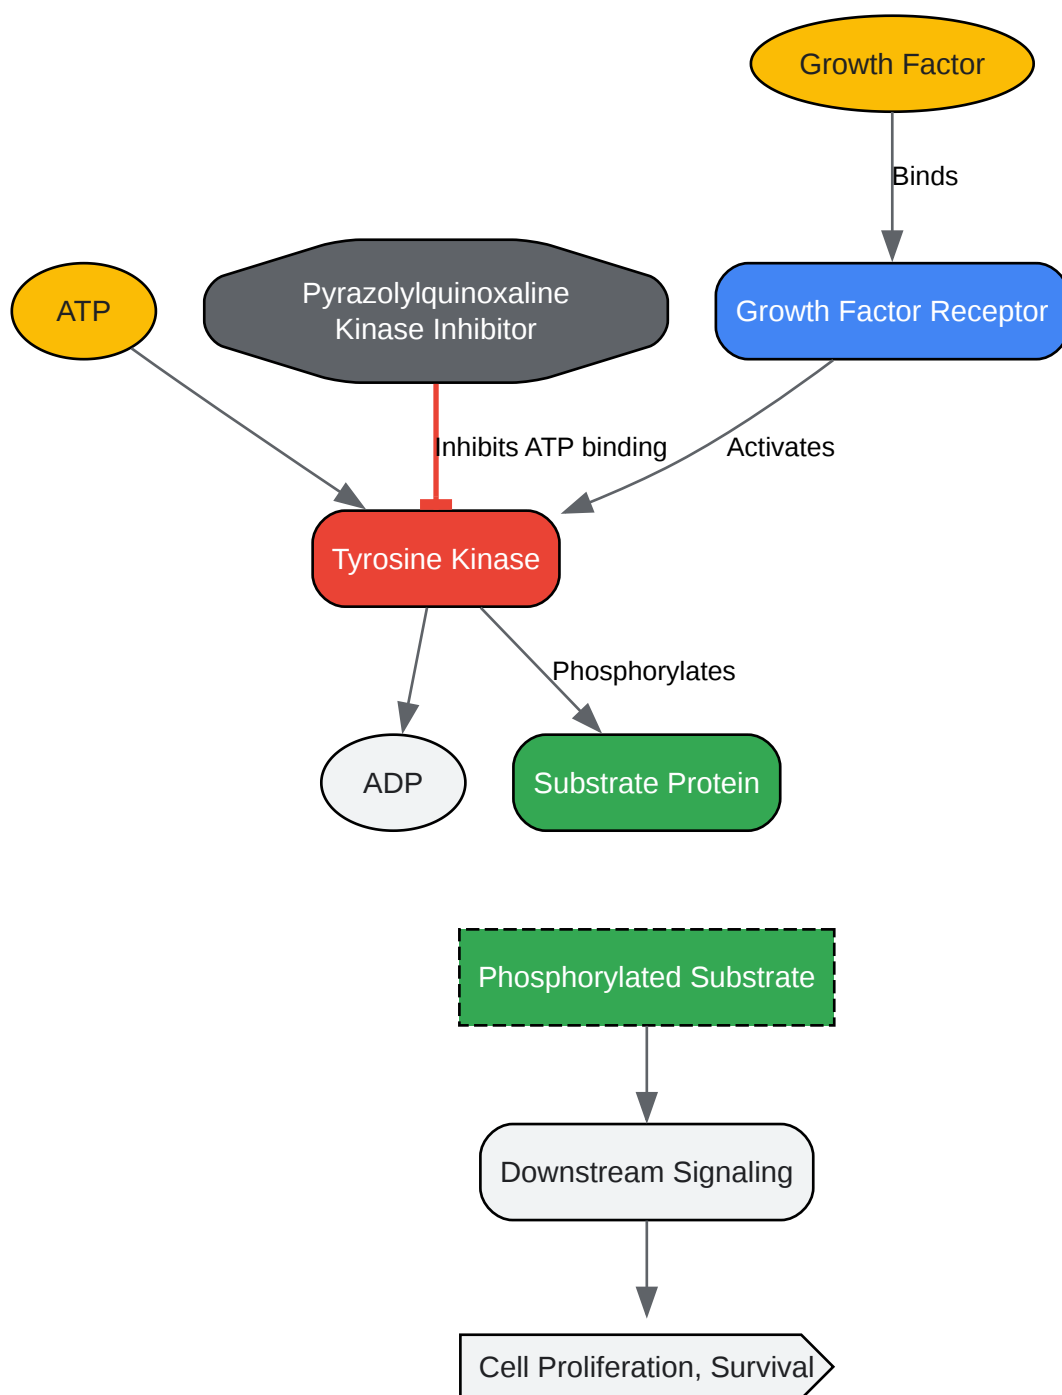 Growth Factor
Binds
ATP
Pyrazolylquinoxaline
Kinase Inhibitor
Growth Factor Receptor
Inhibits ATP binding
Activates
Tyrosine Kinase
Phosphorylates
ADP
Substrate Protein
Phosphorylated Substrate
Downstream Signaling
Cell Proliferation, Survival